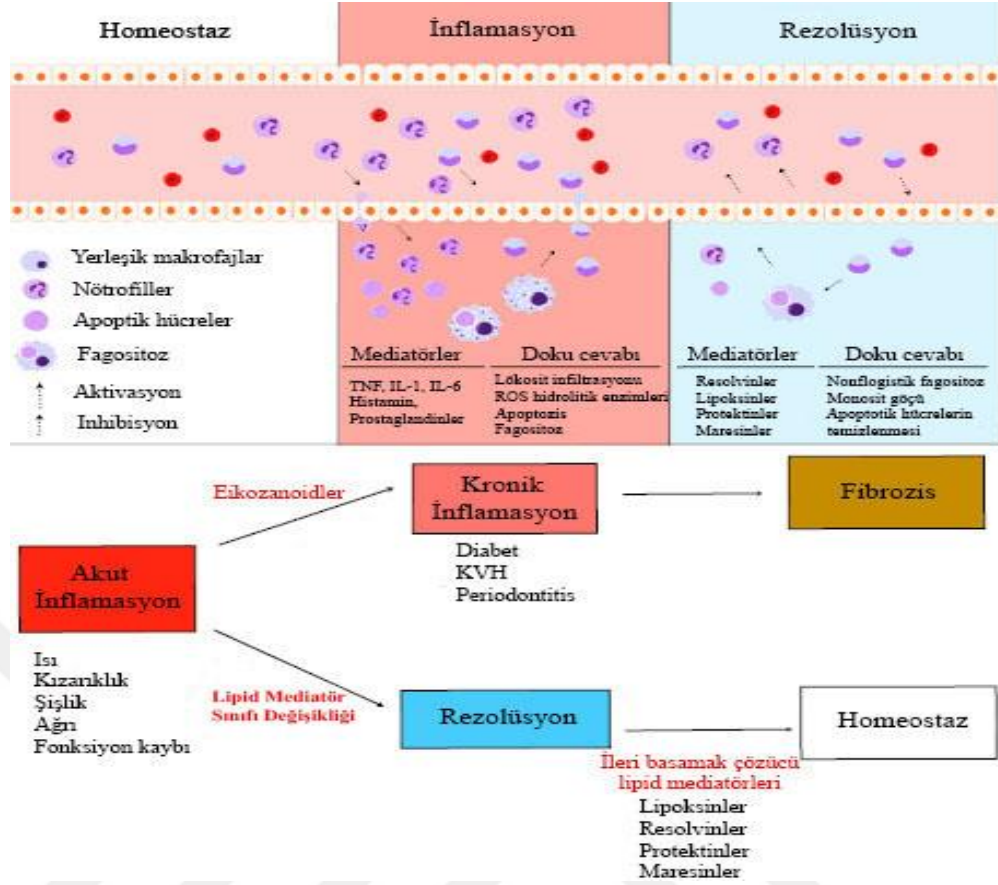 Homeostaz
İnflamasyon
Rezolüsyon
Yerleşik makrofajlar
Nötrofiller
Apoptik hücreler
Fagositoz
Aktivasyon
Inhibisyon
Mediatörler
TNF, IL-1, IL-6
Histamin,
Prostaglandinler
Doku cevabı
Lökosit infiltrasyonu
ROS hidrolitik enzimleri
Apoptozis
Fagositoz
Mediatörler
Resolvinler
Lipoksinler
Protektinler
Maresinler
Doku cevabı
Nonflogistik fagositoz
Monosit göçü
Apoptotik hücrelerin
temizlenmesi
Eikozanoidler
Kronik
İnflamasyon
Fibrozis
Diabet
KVH
Periodontitis
Akut
İnflamasyon
Isı
Kızarıklık
Şişlik
Ağrı
Fonksiyon kaybı
Lipid Mediatör
Sınıfı Değişikliği
Rezolüsyon
Homeostaz
İleri basamak çözücü
lipid mediatörleri
Lipoksinler
Resolvinler
Protektinler
Maresinler